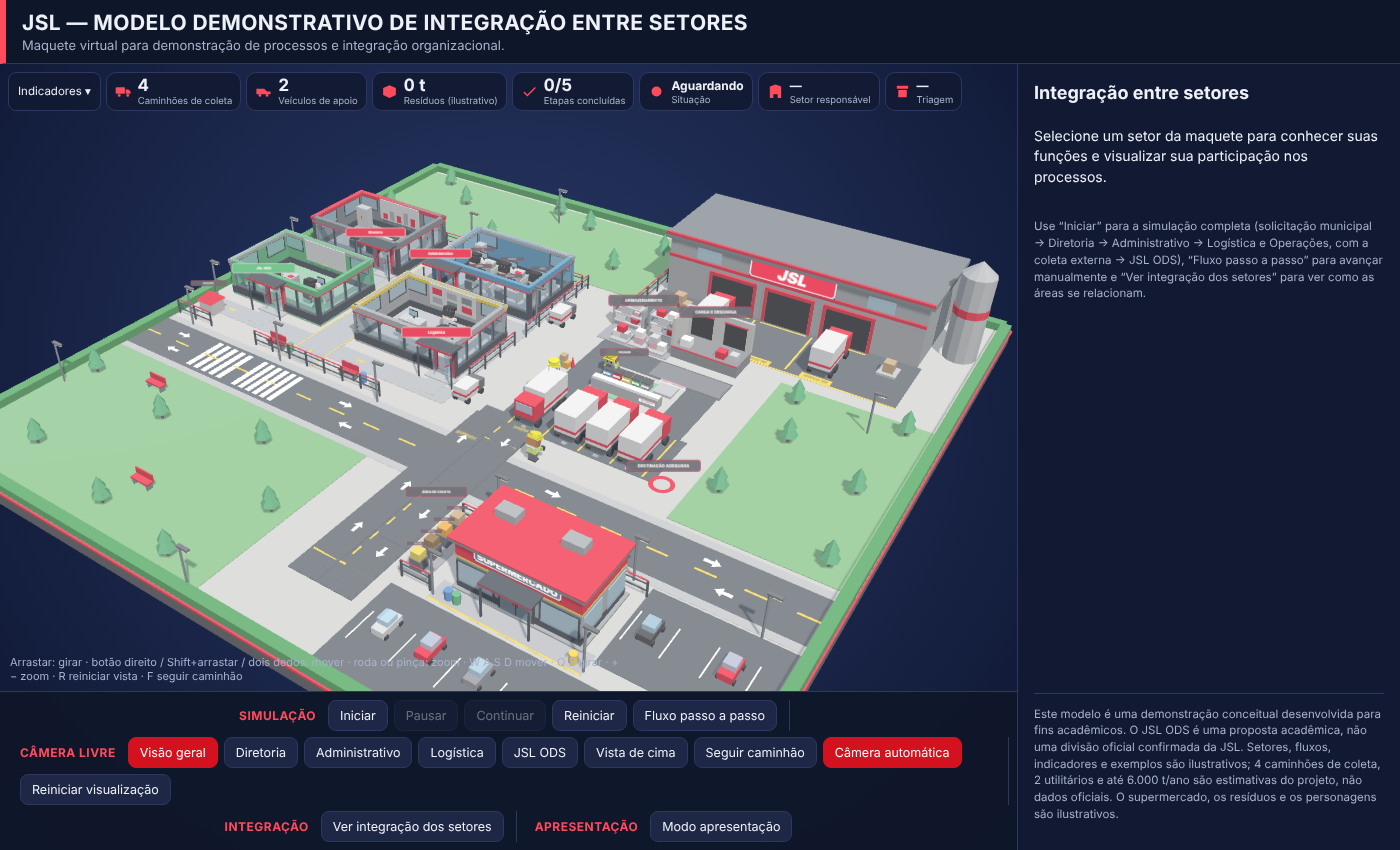 JSL — MODELO DEMONSTRATIVO DE INTEGRAÇÃO ENTRE SETORES
Maquete virtual para demonstração de processos e integração organizacional.
Indicadores ▾
4
Caminhões de coleta
2
Veículos de apoio
0 t
Resíduos (ilustrativo)
0/5
Etapas concluídas
Aguardando
Situação
—
Setor responsável
—
Triagem
JSL ODS
Logística
ARMAZENAMENTO
CARGA E DESCARGA
JSL
DESTINAÇÃO ADEQUADA
SUPERMERCADO
Arrastar: girar · botão direito / Shift+arrastar / dois dedos: mover · roda ou pinça: zoom · W A S D mover · girar · +
− zoom · R reiniciar vista · F seguir caminhão
SIMULAÇÃO
Iniciar
Pausar
Continuar
Reiniciar
Fluxo passo a passo
CÂMERA LIVRE
Visão geral
Diretoria
Administrativo
Logística
JSL ODS
Vista de cima
Seguir caminhão
Câmera automática
Reiniciar visualização
INTEGRAÇÃO
Ver integração dos setores
APRESENTAÇÃO
Modo apresentação
Integração entre setores
Selecione um setor da maquete para conhecer suas
funções e visualizar sua participação nos
processos.
Use “Iniciar” para a simulação completa (solicitação municipal
→ Diretoria → Administrativo → Logística e Operações, com a
coleta externa → JSL ODS), “Fluxo passo a passo” para avançar
manualmente e “Ver integração dos setores” para ver como as
áreas se relacionam.
Este modelo é uma demonstração conceitual desenvolvida para
fins acadêmicos. O JSL ODS é uma proposta acadêmica, não
uma divisão oficial confirmada da JSL. Setores, fluxos,
indicadores e exemplos são ilustrativos; 4 caminhões de coleta,
2 utilitários e até 6.000 t/ano são estimativas do projeto, não
dados oficiais. O supermercado, os resíduos e os personagens
são ilustrativos.